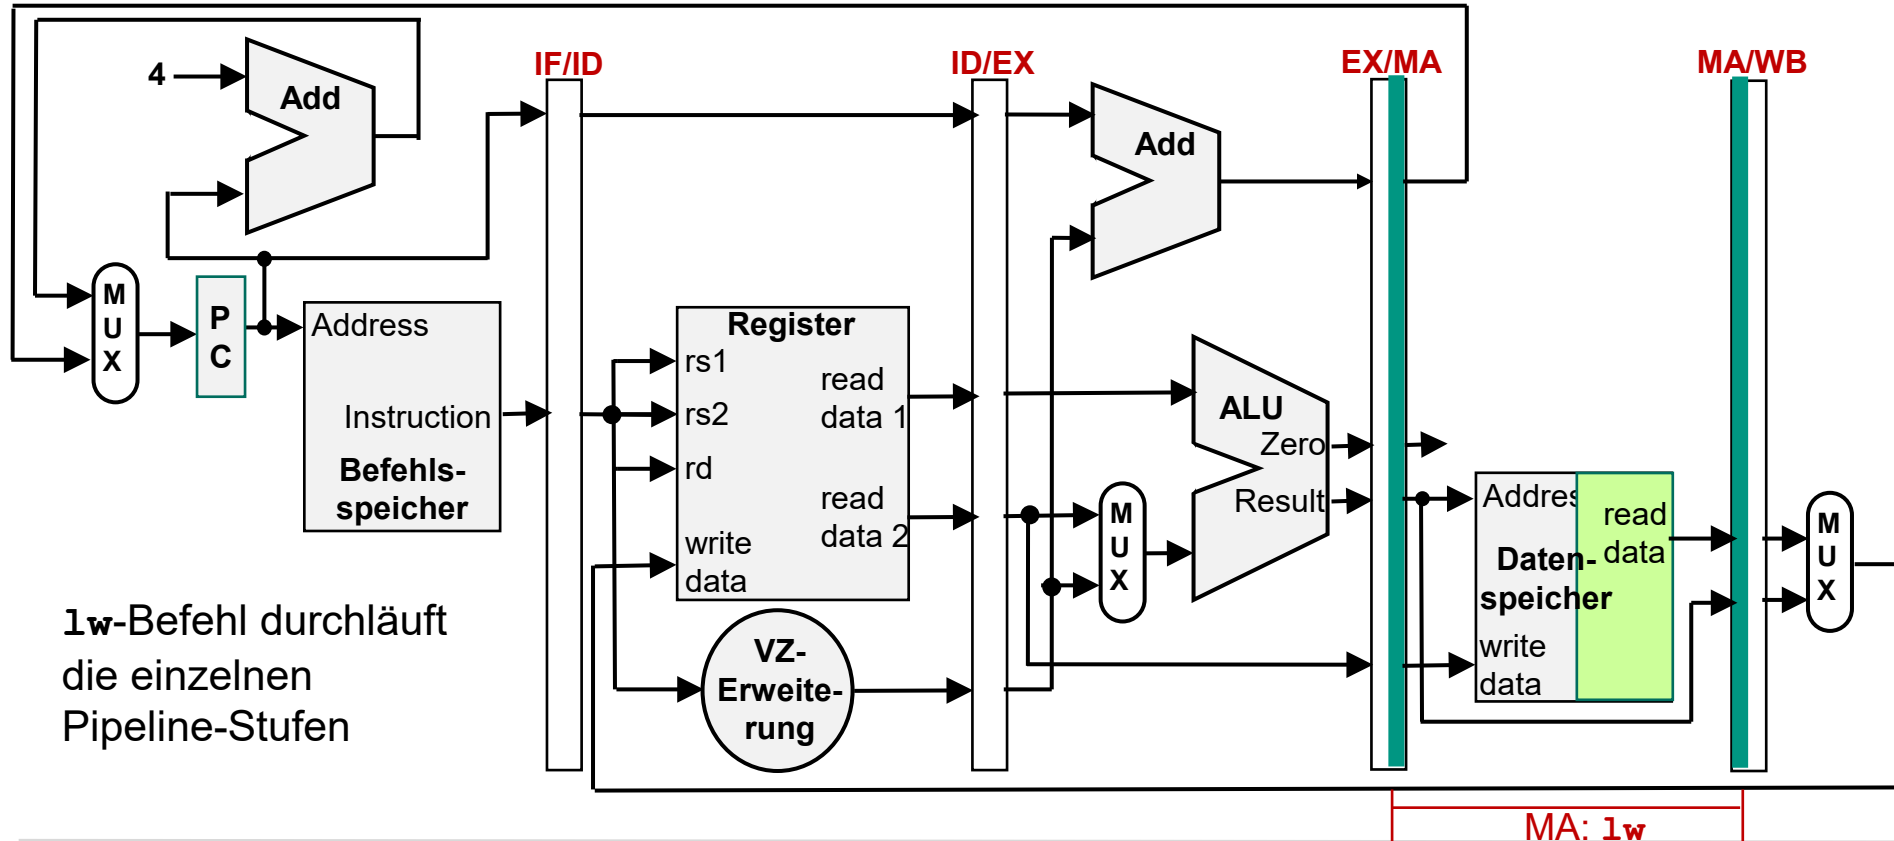 IF/ID
ID/EX
EX/MA
MA/WB
4
Add
Add
M
U
X
P
C
Address
Instruction
Befehls-
speicher
Register
rs1
rs2
rd
write
data
read
data 1
read
data 2
VZ-
Erweite-
rung
M
U
X
ALU
Zero
Result
Addres
read
data
Daten-
speicher
write
data
M
U
X
lw-Befehl durchläuft
die einzelnen
Pipeline-Stufen
MA: lw